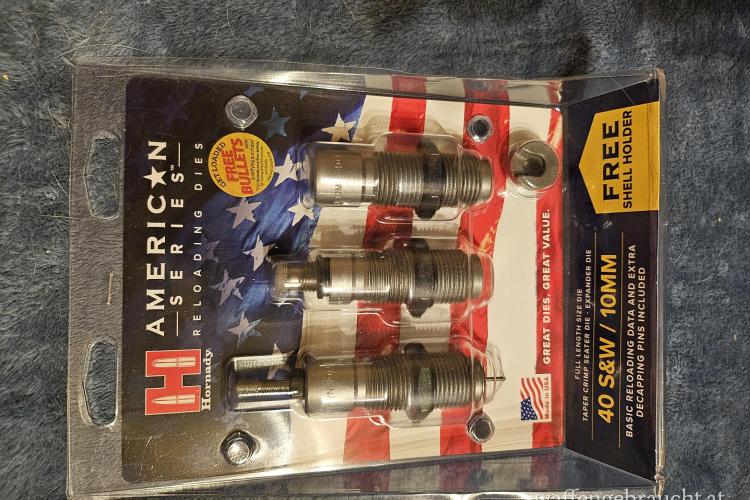 AMERIC★N
SERIES™
RELOADING DIES
H
Hornady
GET LOADED
FREE
BULLETS
GREAT DIES. GREAT VALUE.
Made in USA
FREE
SHELL HOLDER
FULL LENGTH SIZE DIE
TAPER CRIMP SEATER DIE EXPANDER DIE
40 S&W / 10MM
BASIC RELOADING DATA AND EXTRA
DECAPPING PINS INCLUDED
waffengebraucht.at